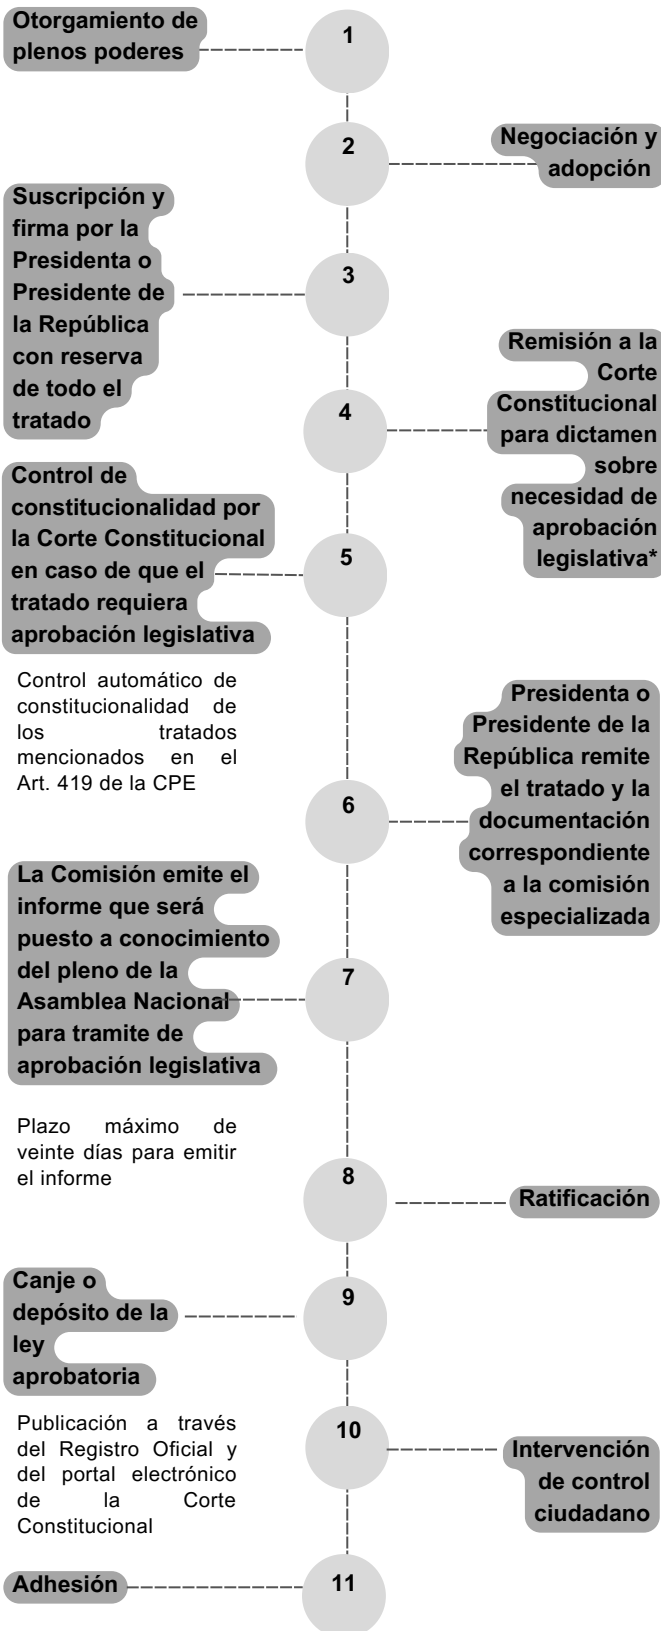 Otorgamiento de
plenos poderes
1
2
Negociación y
adopción
Suscripción y
firma por la
Presidenta o
Presidente de
la República
con reserva
de todo el
tratado
3
4
Remisión a la
Corte
Constitucional
para dictamen
sobre
necesidad de
aprobación
legislativa*
Control de
constitucionalidad por
la Corte Constitucional
en caso de que el
tratado requiera
aprobación legislativa
5
Control automático de
constitucionalidad de
los tratados
mencionados en el
Art. 419 de la CPE
6
Presidenta o
Presidente de la
República remite
el tratado y la
documentación
correspondiente
a la comisión
especializada
La Comisión emite el
informe que será
puesto a conocimiento
del pleno de la
Asamblea Nacional
para tramite de
aprobación legislativa
7
Plazo máximo de
veinte días para emitir
el informe
8
Ratificación
Canje o
depósito de la
ley
aprobatoria
9
Publicación a través
del Registro Oficial y
del portal electrónico
de la Corte
Constitucional
10
Intervención
de control
ciudadano
Adhesión
11